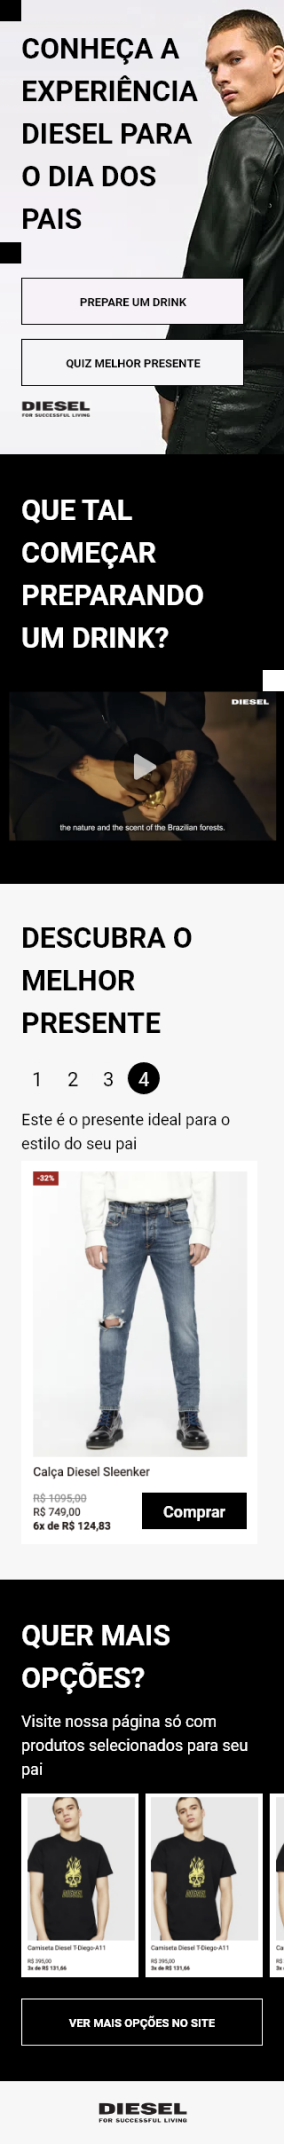 CONHEÇA A
EXPERIÊNCIA
DIESEL PARA
O DIA DOS
PAIS
PREPARE UM DRINK
QUIZ MELHOR PRESENTE
DIESEL
FOR SUCCESSFUL LIVING
QUE TAL
COMEÇAR
PREPARANDO
UM DRINK?
DIESEL
the nature and the scent of the Brazilian forests.
DESCUBRA O
MELHOR
PRESENTE
1 2 3 4
Este é o presente ideal para o
estilo do seu pai
-32%
Calça Diesel Sleenker
R$ 1095,00
R$ 749,00
6x de R$ 124,83
Comprar
QUER MAIS
OPÇÕES?
Visite nossa página só com
produtos selecionados para seu
pai
Camiseta Diesel T-Diego-A11
R$ 395,00
3x de R$ 131,66
Camiseta Diesel T-Diego-A11
R$ 395,00
3x de R$ 131,66
Ca
R$
3x
VER MAIS OPÇÕES NO SITE
DIESEL
FOR SUCCESSFUL LIVING